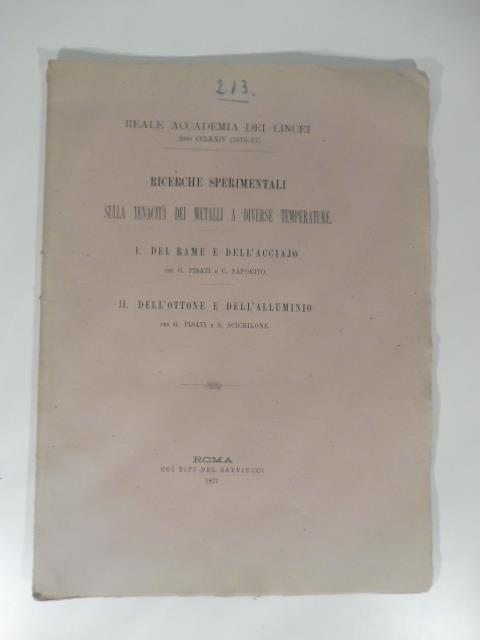 213.
REALE ACCADEMIA DEI LINCEI
ANNO CCLXXIV (1876-77)
RICERCHE SPERIMENTALI
SULLA TENACITÀ DEI METALLI A DIVERSE TEMPERATURE.
I. DEL RAME E DELL'ACCIAJO
PER G. PISATI E C. SAPORITO.
II. DELL'OTTONE E DELL'ALLUMINIO
PER G. PISATI E S. SCICHILONE.
ROMA
COI TIPI DEL SALVIUCCI
1877